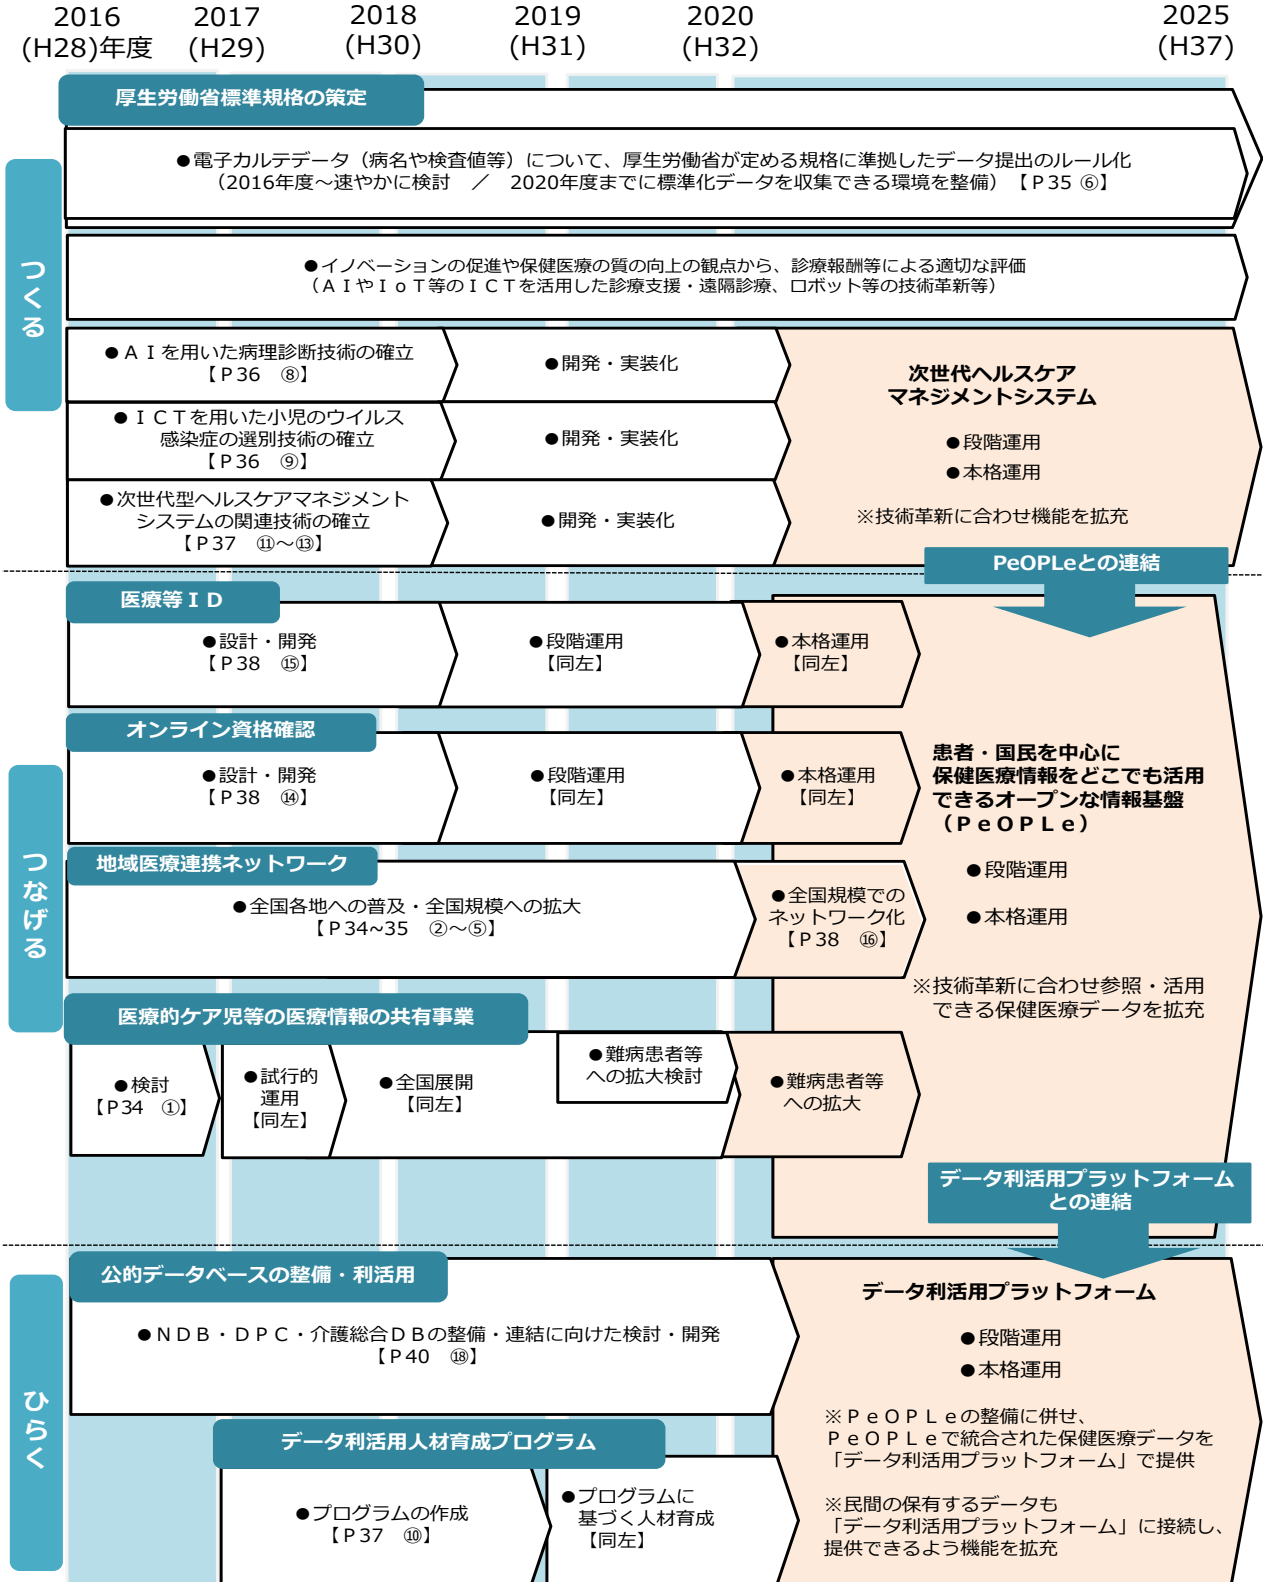 2016
(H28)年度
2017
(H29)
2018
(H30)
2019
(H31)
2020
(H32)
2025
(H37)
つくる
厚生労働省標準規格の策定
●電子カルテデータ（病名や検査値等）について、厚生労働省が定める規格に準拠したデータ提出のルール化
（2016年度～速やかに検討　／　2020年度までに標準化データを収集できる環境を整備）【Ｐ35 ⑥】
●イノベーションの促進や保健医療の質の向上の観点から、診療報酬等による適切な評価
（ＡＩやＩｏＴ等のＩＣＴを活用した診療支援・遠隔診療、ロボット等の技術革新等）
●ＡＩを用いた病理診断技術の確立
【Ｐ36　⑧】
●開発・実装化
●ＩＣＴを用いた小児のウイルス
感染症の選別技術の確立
【Ｐ36　⑨】
●開発・実装化
●次世代型ヘルスケアマネジメント
システムの関連技術の確立
【Ｐ37　⑪～⑬】
●開発・実装化
次世代ヘルスケア
マネジメントシステム
●段階運用
●本格運用
※技術革新に合わせ機能を拡充
PeOPLeとの連結
つなげる
医療等ＩＤ
●設計・開発
【Ｐ38　⑮】
●段階運用
【同左】
●本格運用
【同左】
オンライン資格確認
●設計・開発
【Ｐ38　⑭】
●段階運用
【同左】
●本格運用
【同左】
地域医療連携ネットワーク
●全国各地への普及・全国規模への拡大
【Ｐ34~35　②～⑤】
●全国規模での
ネットワーク化
【Ｐ38　⑯】
医療的ケア児等の医療情報の共有事業
●検討
【Ｐ34　①】
●試行的
運用
【同左】
●全国展開
【同左】
●難病患者等
への拡大検討
●難病患者等
への拡大
患者・国民を中心に
保健医療情報をどこでも活用
できるオープンな情報基盤
（ＰｅＯＰＬｅ）
●段階運用
●本格運用
※技術革新に合わせ参照・活用
できる保健医療データを拡充
データ利活用プラットフォーム
との連結
ひらく
公的データベースの整備・利活用
●ＮＤＢ・ＤＰＣ・介護総合ＤＢの整備・連結に向けた検討・開発
【Ｐ40　⑱】
データ利活用人材育成プログラム
●プログラムの作成
【Ｐ37　⑩】
●プログラムに
基づく人材育成
【同左】
データ利活用プラットフォーム
●段階運用
●本格運用
※ＰｅＯＰＬｅの整備に併せ、
ＰｅＯＰＬｅで統合された保健医療データを
「データ利活用プラットフォーム」で提供
※民間の保有するデータも
「データ利活用プラットフォーム」に接続し、
提供できるよう機能を拡充